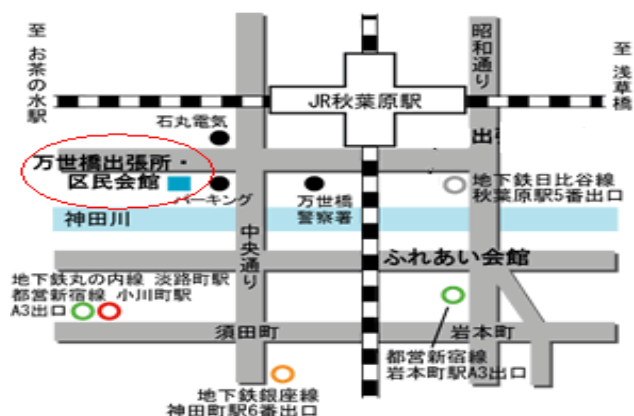 至 お茶の水駅
昭和通り
至 浅草橋
JR秋葉原駅
石丸電気
出
万世橋出張所・
区民会館
パーキング
万世橋
警察署
地下鉄日比谷線
秋葉原駅5番出口
神田川
中央通り
ふれあい会館
地下鉄丸の内線 淡路町駅
都営新宿線 小川町駅
A3出口
須田町
岩本町
都営新宿線
岩本町駅A3出口
地下鉄銀座線
神田町駅6番出口